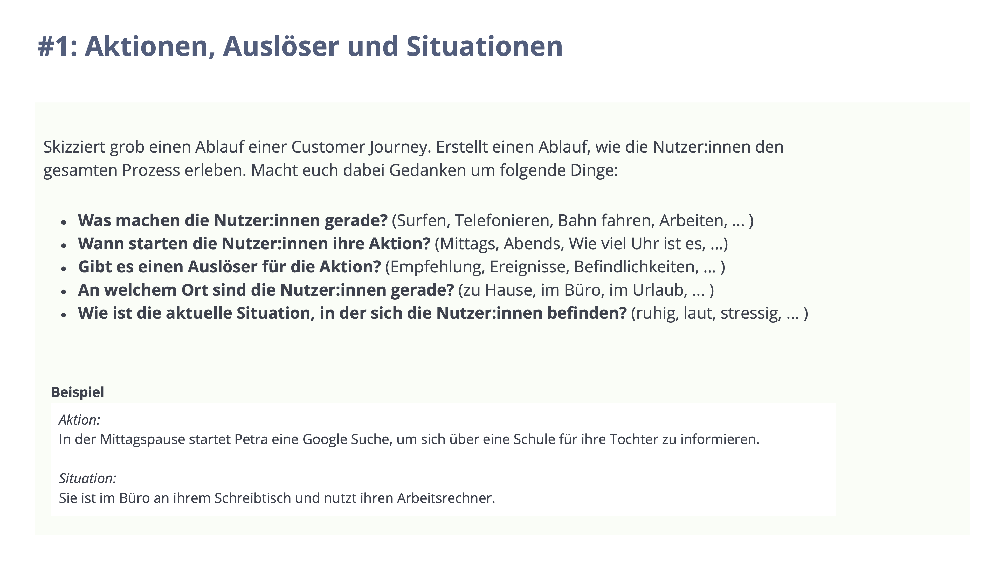 #1: Aktionen, Auslöser und Situationen
Skizziert grob einen Ablauf einer Customer Journey. Erstellt einen Ablauf, wie die Nutzer:innen den
gesamten Prozess erleben. Macht euch dabei Gedanken um folgende Dinge:
• Was machen die Nutzer:innen gerade? (Surfen, Telefonieren, Bahn fahren, Arbeiten, ... )
• Wann starten die Nutzer:innen ihre Aktion? (Mittags, Abends, Wie viel Uhr ist es, ...)
• Gibt es einen Auslöser für die Aktion? (Empfehlung, Ereignisse, Befindlichkeiten, ... )
• An welchem Ort sind die Nutzer:innen gerade? (zu Hause, im Büro, im Urlaub, ... )
• Wie ist die aktuelle Situation, in der sich die Nutzer:innen befinden? (ruhig, laut, stressig, ... )
Beispiel
Aktion:
In der Mittagspause startet Petra eine Google Suche, um sich über eine Schule für ihre Tochter zu informieren.
Situation:
Sie ist im Büro an ihrem Schreibtisch und nutzt ihren Arbeitsrechner.